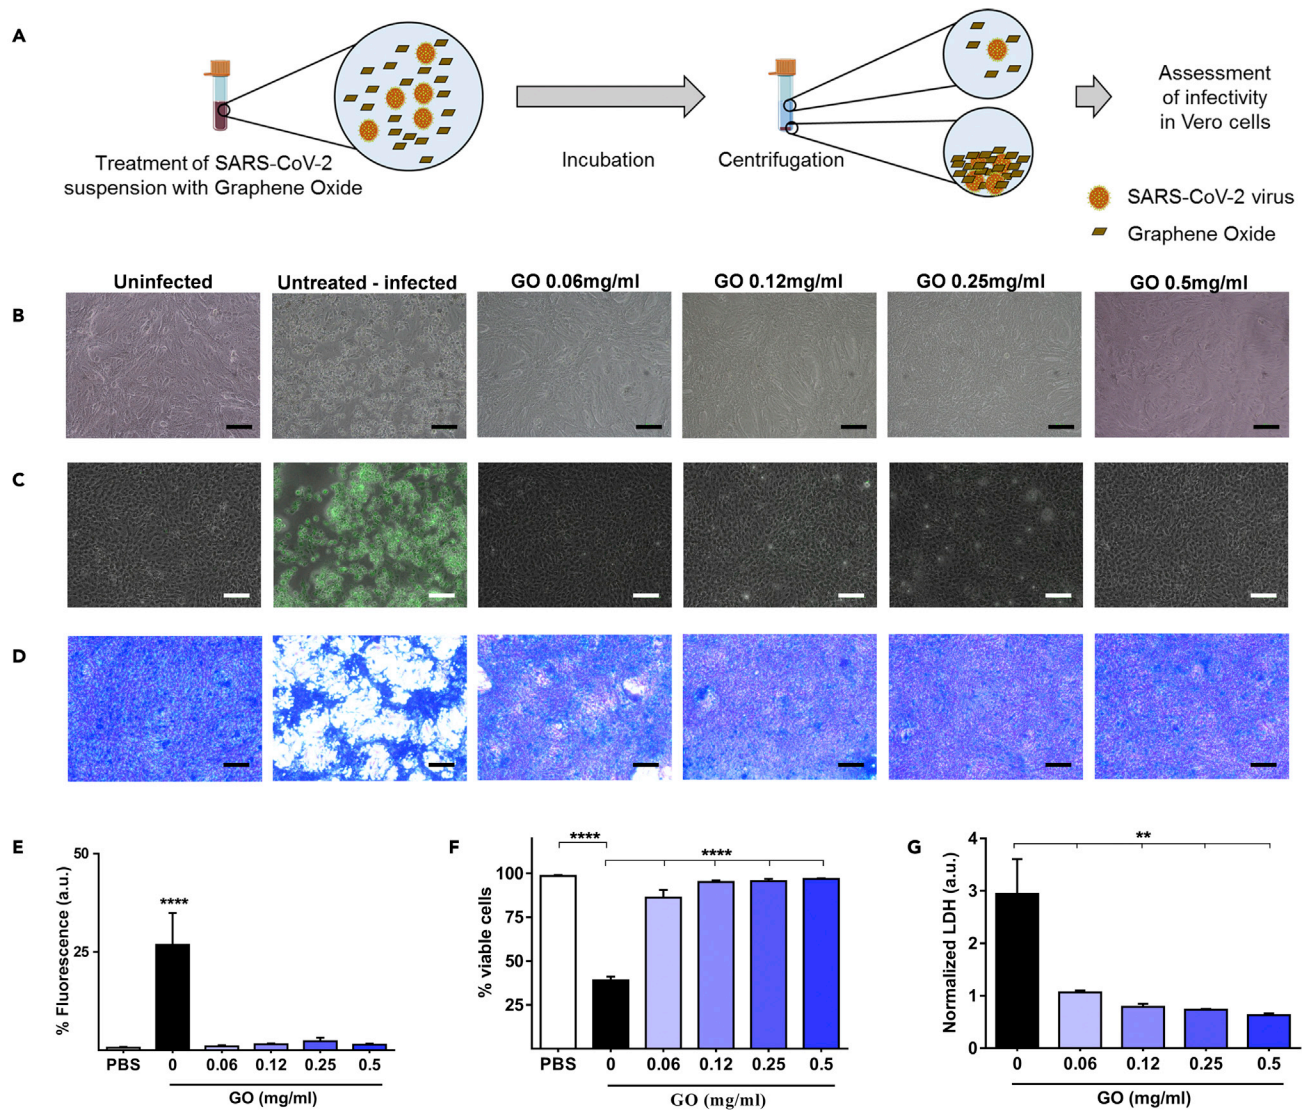 A
Treatment of SARS-CoV-2
suspension with Graphene Oxide
Incubation
Centrifugation
Assessment
of infectivity
in Vero cells
SARS-CoV-2 virus
Graphene Oxide
Uninfected
Untreated - infected
GO 0.06mg/ml
GO 0.12mg/ml
GO 0.25mg/ml
GO 0.5mg/ml
B
C
D
E
% Fluorescence (a.u.)
50
25
****
PBS
0
0.06
0.12
0.25
0.5
GO (mg/ml)
F
% viable cells
100
75
50
25
****
****
PBS
0
0.06
0.12
0.25
0.5
GO (mg/ml)
G
Normalized LDH (a.u.)
4
3
2
1
0
**
0
0.06
0.12
0.25
0.5
GO (mg/ml)